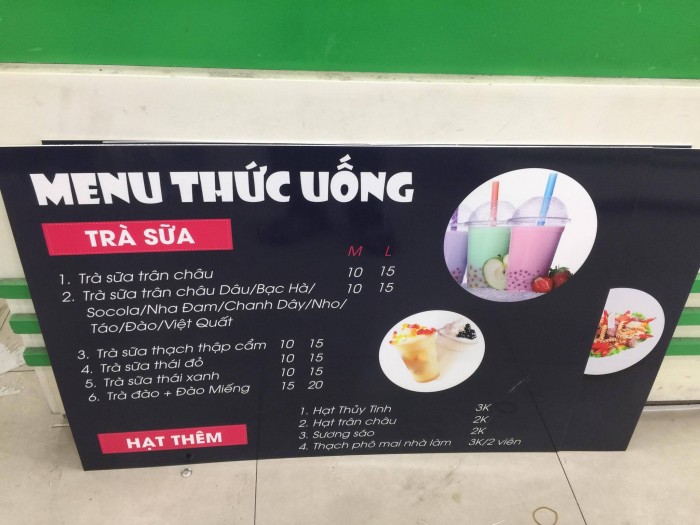 MENU THỨC UỐNG
TRÀ SỮA
M L
1. Trà sữa trân châu 10 15
2. Trà sữa trân châu Dâu/Bạc Hà/ 10 15
Socola/Nha Đam/Chanh Dây/Nho/
Táo/Đào/Việt Quất
3. Trà sữa thạch thập cẩm 10 15
4. Trà sữa thái đỏ 10 15
5. Trà sữa thái xanh 10 15
6. Trà đào + Đào Miếng 15 20
HẠT THÊM
1. Hạt Thủy Tinh 3K
2. Hạt trân châu 2K
3. Sương sáo 2K
4. Thạch phô mai nhà làm 3K/2 viên